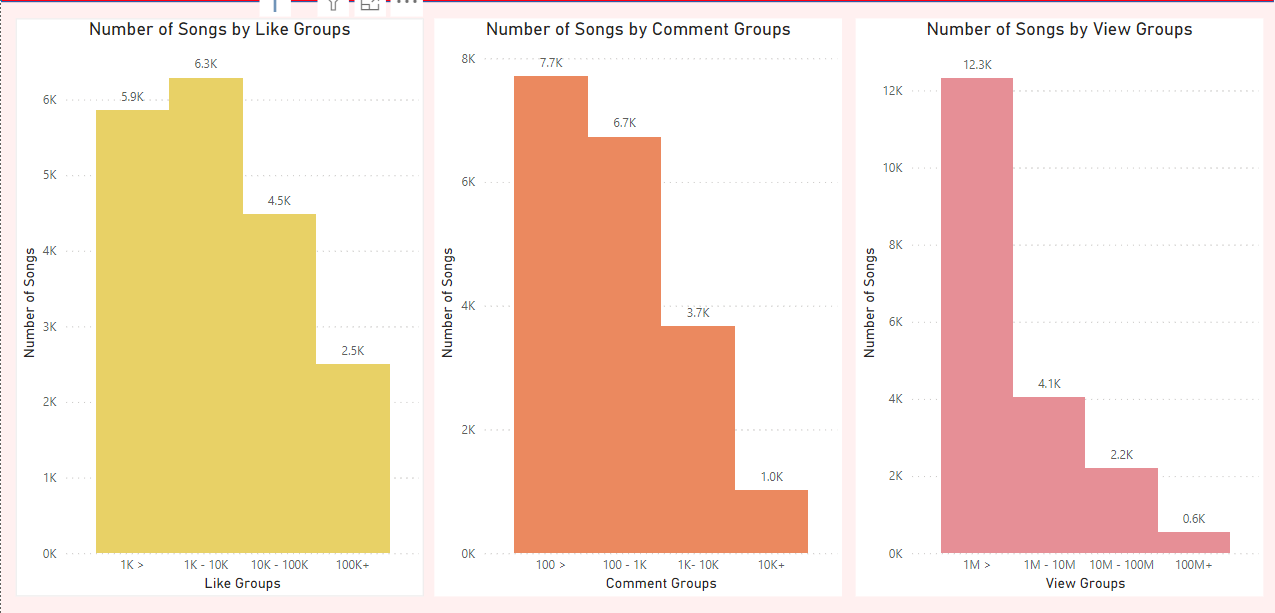 Number of Songs by Like Groups
6.3K
5.9K
6K
5K
4.5K
4K
3K
2.5K
2K
1K
0K
Number of Songs
1K > 1K - 10K 10K - 100K 100K+
Like Groups
Number of Songs by Comment Groups
8K
7.7K
6.7K
6K
4K
3.7K
2K
1.0K
0K
Number of Songs
100 > 100 - 1K 1K- 10K 10K+
Comment Groups
Number of Songs by View Groups
12.3K
12K
10K
8K
6K
4.1K
4K
2.2K
2K
0.6K
0K
Number of Songs
1M > 1M - 10M 10M - 100M 100M+
View Groups